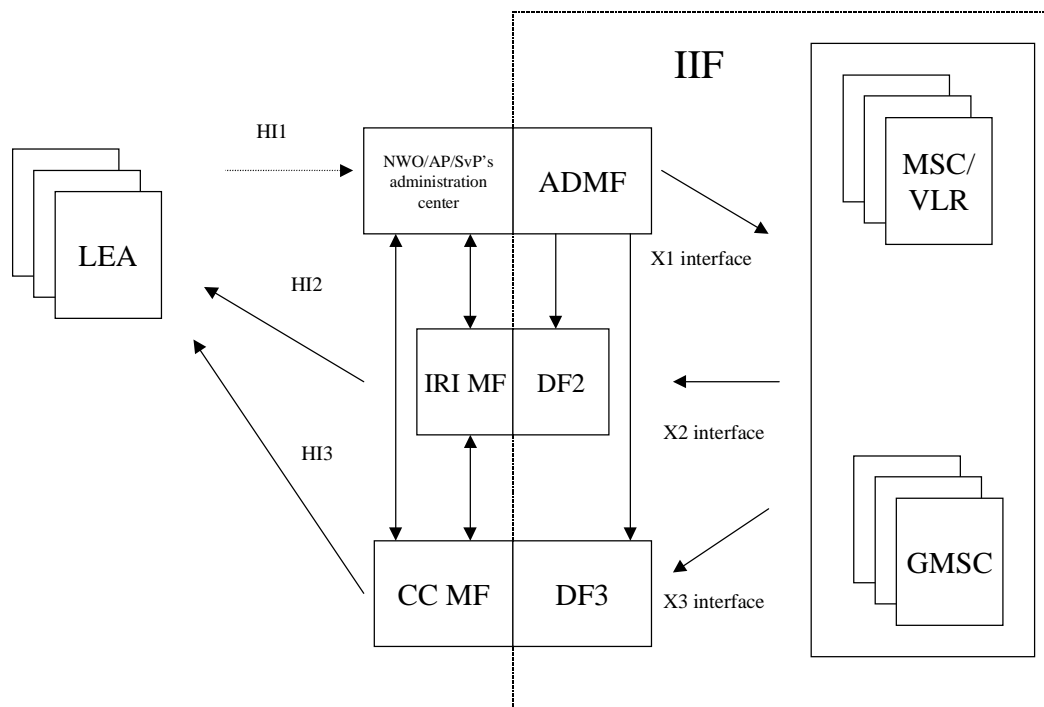 IIF
HI1
NWO/AP/SvP's
administration
center
ADMF
MSC/
VLR
LEA
X1 interface
HI2
IRI MF
DF2
X2 interface
HI3
GMSC
CC MF
DF3
X3 interface